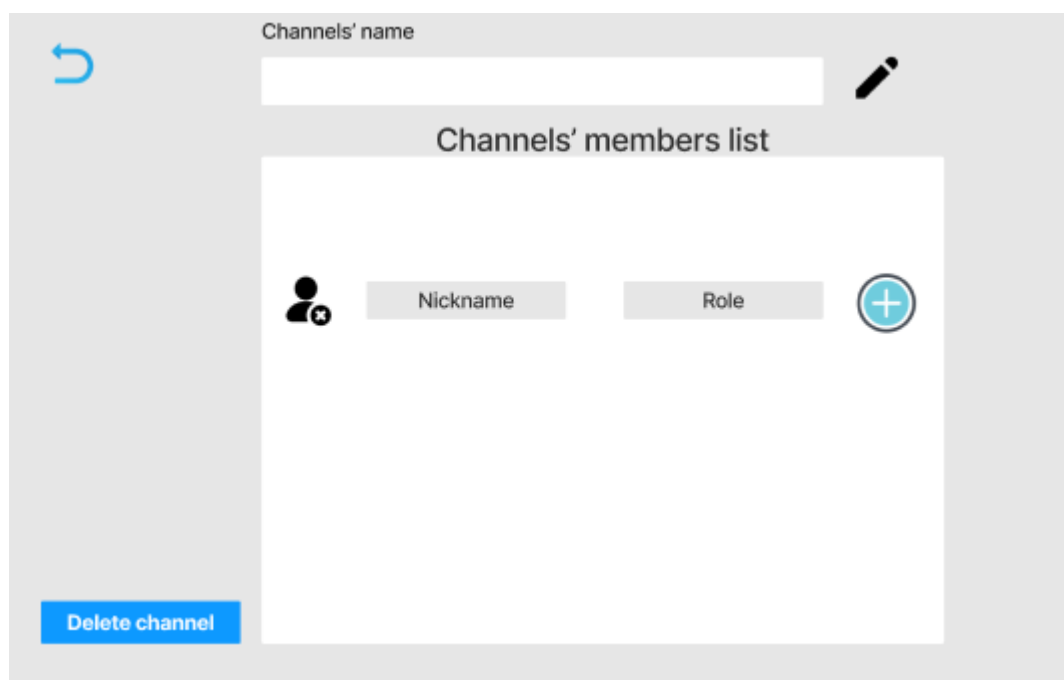 Channels’ name
Channels’ members list
Nickname
Role
Delete channel